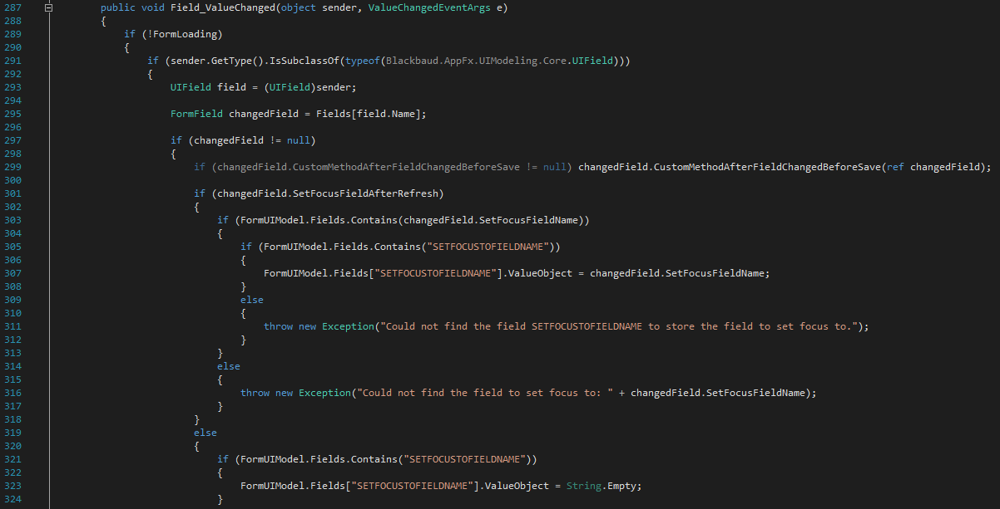 287 public void Field_ValueChanged(object sender, ValueChangedEventArgs e)
288 {
289 if (!FormLoading)
290 {
291 if (sender.GetType().IsSubclassOf(typeof(Blackbaud.AppFx.UIModeling.Core.UIField)))
292 {
293 UIField field = (UIField)sender;
294
295 FormField changedField = Fields[field.Name];
296
297 if (changedField != null)
298 {
299 if (changedField.CustomMethodAfterFieldChangedBeforeSave != null) changedField.CustomMethodAfterFieldChangedBeforeSave(ref changedField);
300
301 if (changedField.SetFocusFieldAfterRefresh)
302 {
303 if (FormUIModel.Fields.Contains(changedField.SetFocusFieldName))
304 {
305 if (FormUIModel.Fields.Contains("SETFOCUSTOFIELDNAME"))
306 {
307 FormUIModel.Fields["SETFOCUSTOFIELDNAME"].ValueObject = changedField.SetFocusFieldName;
308 }
309 else
310 {
311 throw new Exception("Could not find the field SETFOCUSTOFIELDNAME to store the field to set focus to.");
312 }
313 }
314 else
315 {
316 throw new Exception("Could not find the field to set focus to: " + changedField.SetFocusFieldName);
317 }
318 }
319 else
320 {
321 if (FormUIModel.Fields.Contains("SETFOCUSTOFIELDNAME"))
322 {
323 FormUIModel.Fields["SETFOCUSTOFIELDNAME"].ValueObject = String.Empty;
324 }